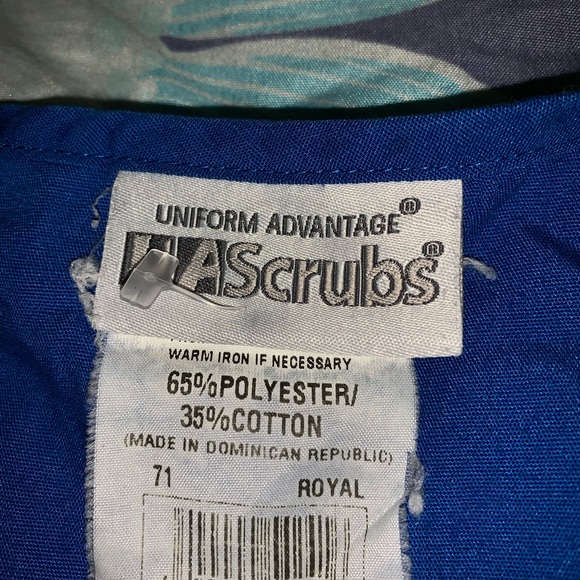 UNIFORM ADVANTAGE®
UAScrubs®
WARM IRON IF NECESSARY
65%POLYESTER/
35%COTTON
(MADE IN DOMINICAN REPUBLIC)
71 ROYAL